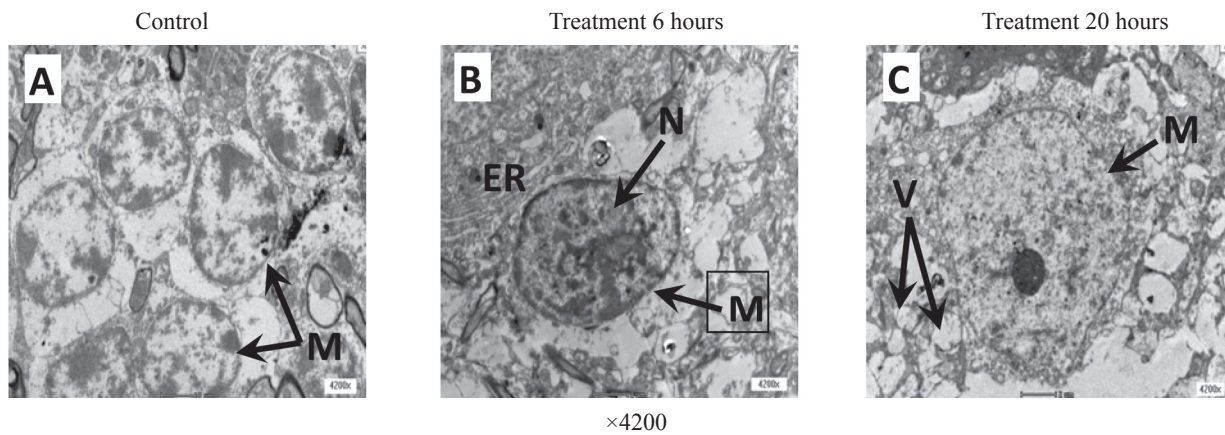 Control
Treatment 6 hours
Treatment 20 hours
A
M
4200x
B
N
ER
M
4200x
C
M
V
4200x
×4200